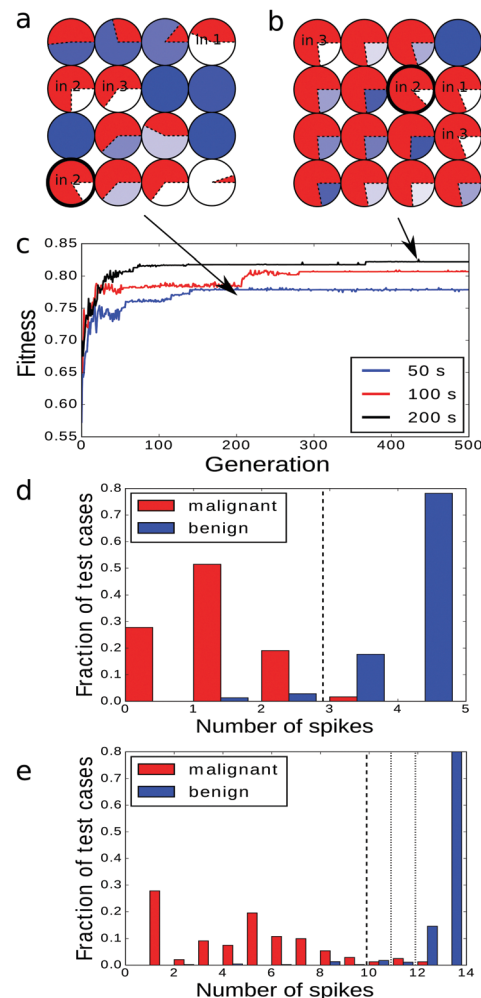 a
b
in 1
in 2
in 3
in 2
in 3
in 2
in 1
in 3
c
0.85
0.80
0.75
0.70
0.65
0.60
0.55
Fitness
50 s
100 s
200 s
0 100 200 300 400 500
Generation
d
0.8
0.7
0.6
0.5
0.4
0.3
0.2
0.1
0.0
Fraction of test cases
malignant
benign
0 1 2 3 4 5
Number of spikes
e
0.8
0.7
0.6
0.5
0.4
0.3
0.2
0.1
0.0
Fraction of test cases
malignant
benign
0 2 4 6 8 10 12 14
Number of spikes